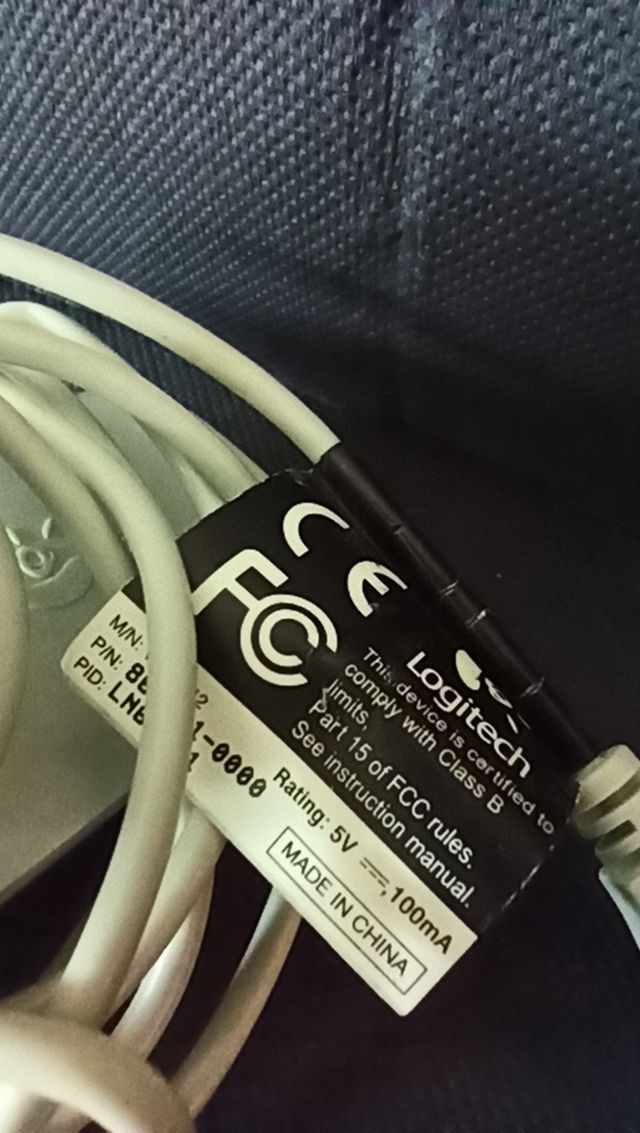 CE
FC
Logitech
This device is certified to
comply with Class B
limits,
Part 15 of FCC rules.
See instruction manual.
M/N:
P/N: 1-0000
PID:
Rating: 5V ⎓, 100mA
MADE IN CHINA